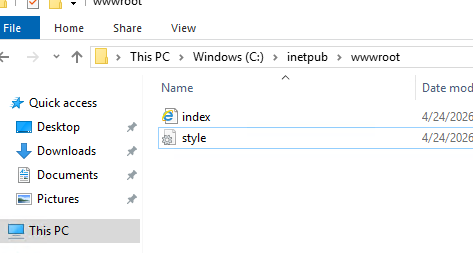 wwwroot
File
Home
Share
View
This PC > Windows (C:) > inetpub > wwwroot
Name
Date mod
Quick access
Desktop
Downloads
Documents
Pictures
This PC
index
4/24/2026
style
4/24/2026